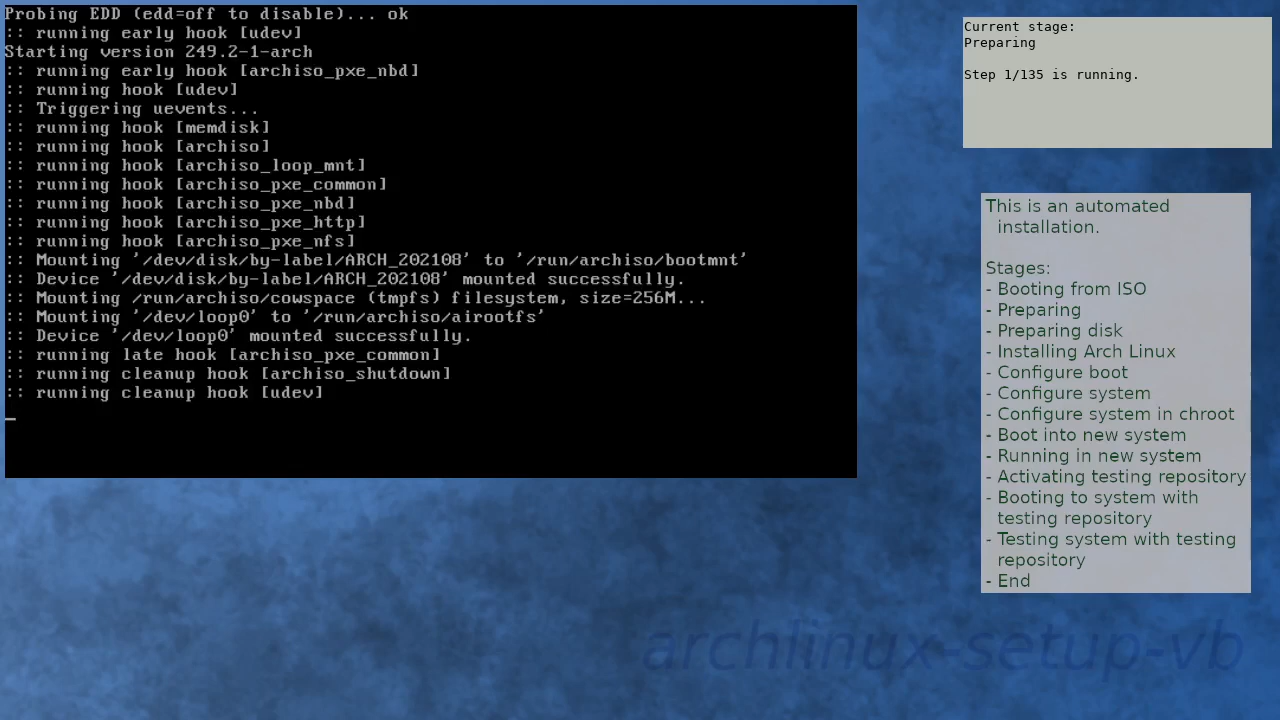 Probing EDD (edd=off to disable)... ok
:: running early hook [udev]
Starting version 249.2-1-arch
:: running early hook [archiso_pxe_nbd]
:: running hook [udev]
:: Triggering uevents...
:: running hook [memdisk]
:: running hook [archiso]
:: running hook [archiso_loop_mnt]
:: running hook [archiso_pxe_common]
:: running hook [archiso_pxe_nbd]
:: running hook [archiso_pxe_http]
:: running hook [archiso_pxe_nfs]
:: Mounting '/dev/disk/by-label/ARCH_202108' to '/run/archiso/bootmnt'
:: Device '/dev/disk/by-label/ARCH_202108' mounted successfully.
:: Mounting /run/archiso/cowspace (tmpfs) filesystem, size=256M...
:: Mounting '/dev/loop0' to '/run/archiso/airootfs'
:: Device '/dev/loop0' mounted successfully.
:: running late hook [archiso_pxe_common]
:: running cleanup hook [archiso_shutdown]
:: running cleanup hook [udev]
_
Current stage:
Preparing
Step 1/135 is running.
This is an automated
installation.
Stages:
- Booting from ISO
- Preparing
- Preparing disk
- Installing Arch Linux
- Configure boot
- Configure system
- Configure system in chroot
- Boot into new system
- Running in new system
- Activating testing repository
- Booting to system with
testing repository
- Testing system with testing
repository
- End
archlinux-setup-vb